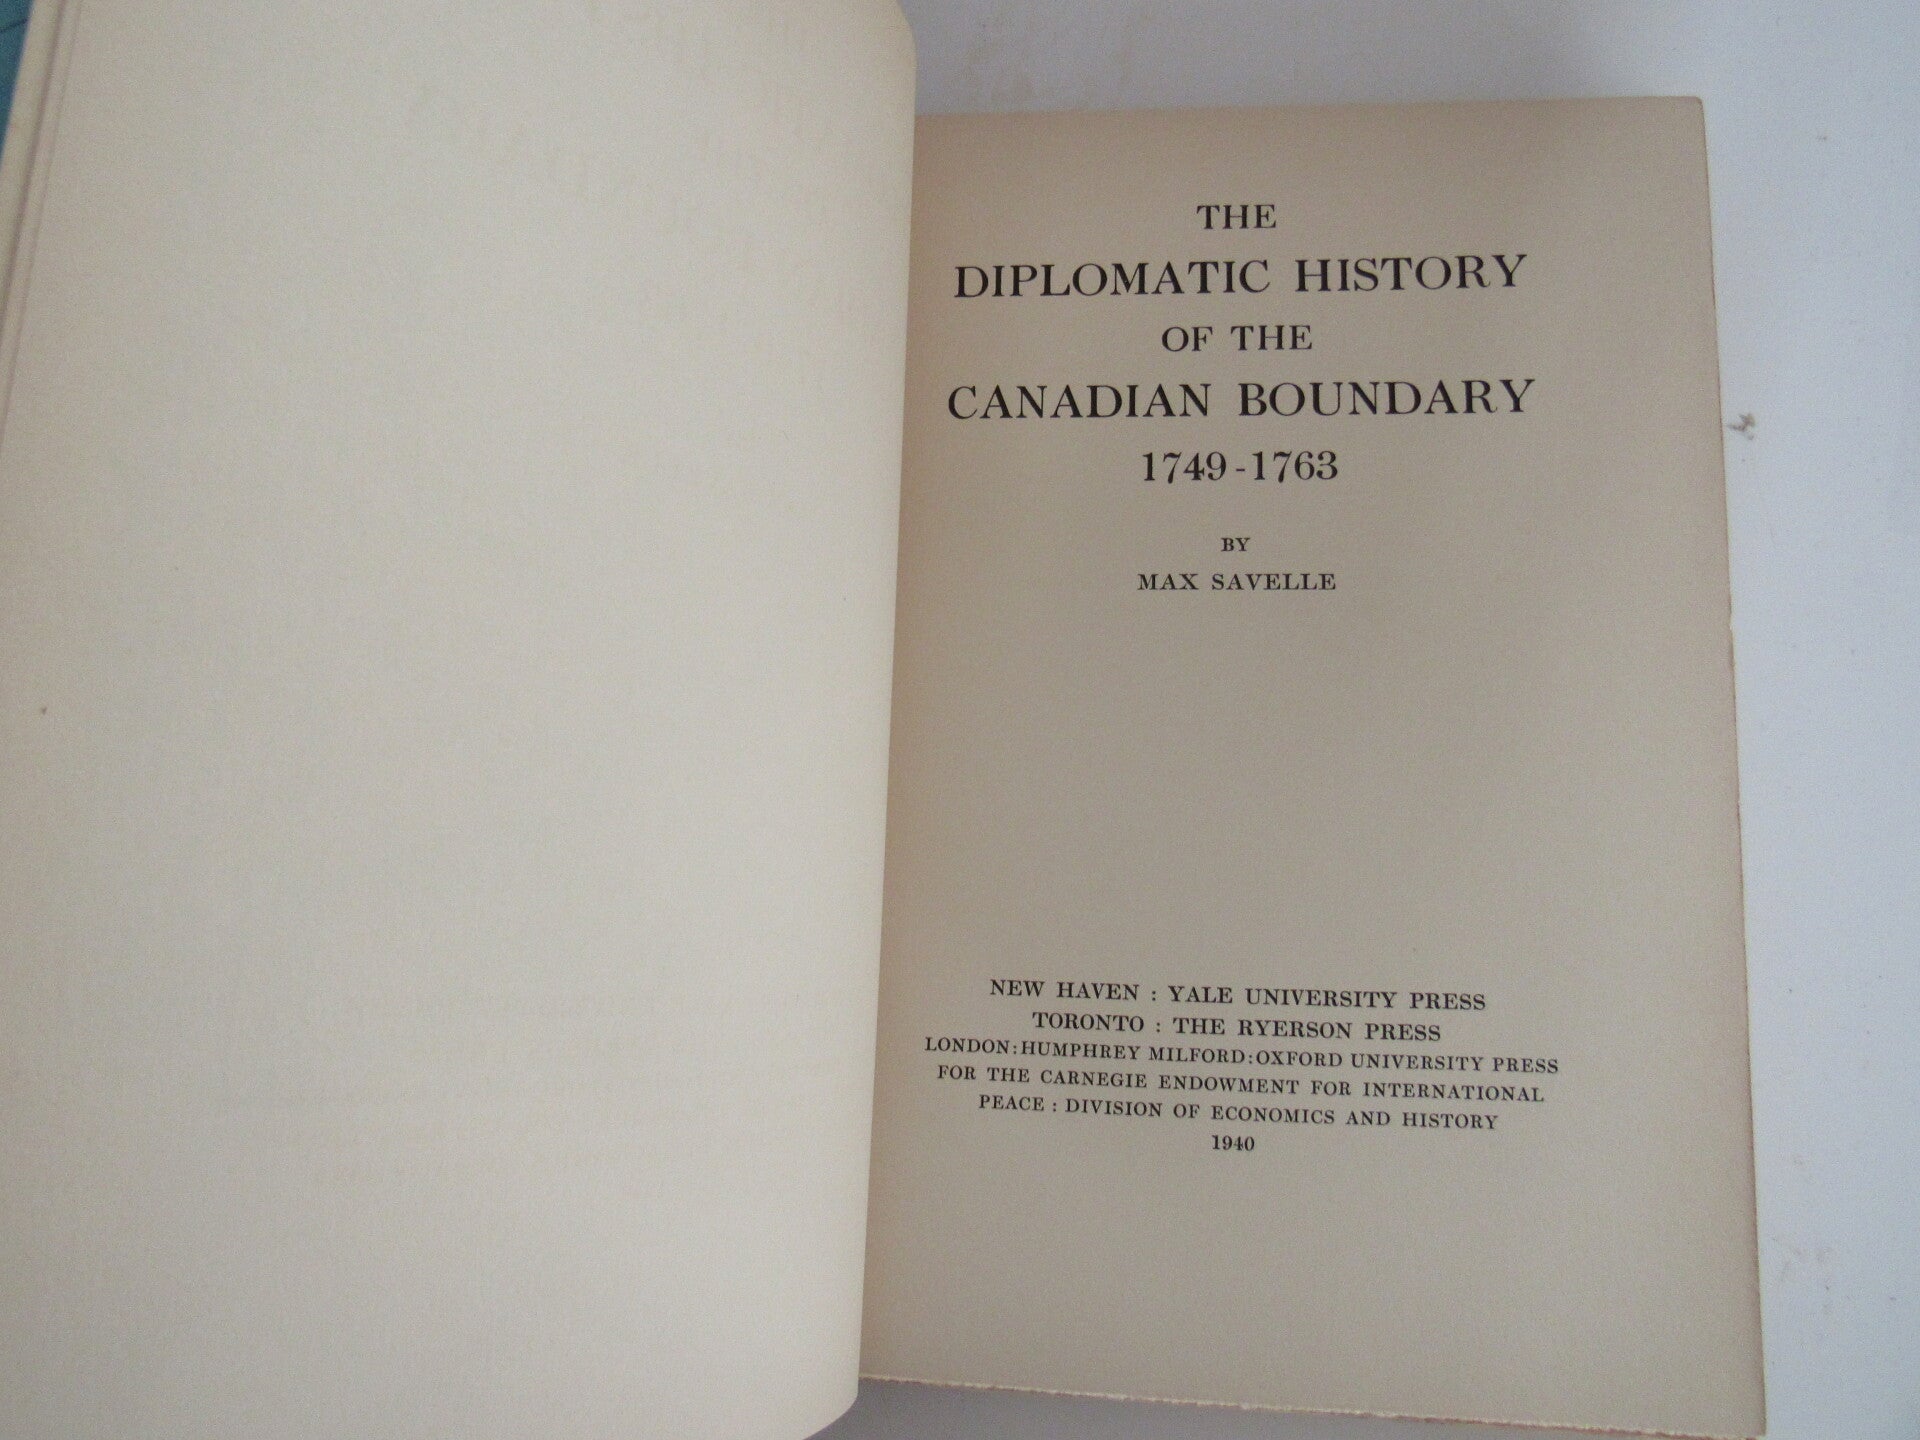 THE
DIPLOMATIC HISTORY
OF THE
CANADIAN BOUNDARY
1749-1763
BY
MAX SAVELLE
NEW HAVEN : YALE UNIVERSITY PRESS
TORONTO : THE RYERSON PRESS
LONDON:HUMPHREY MILFORD:OXFORD UNIVERSITY PRESS
FOR THE CARNEGIE ENDOWMENT FOR INTERNATIONAL
PEACE : DIVISION OF ECONOMICS AND HISTORY
1940